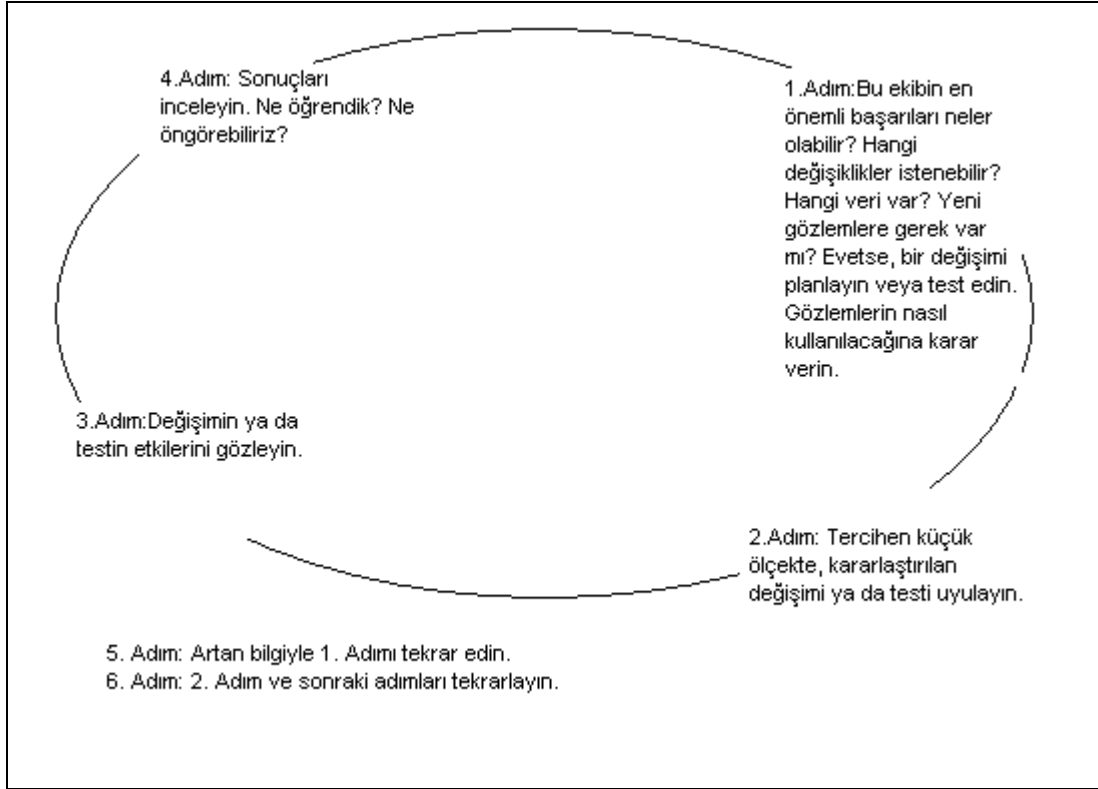 4.Adım: Sonuçları
inceleyin. Ne öğrendik? Ne
öngörebiliriz?
1.Adım:Bu ekibin en
önemli başarıları neler
olabilir? Hangi
değişiklikler istenebilir?
Hangi veri var? Yeni
gözlemlere gerek var
mı? Evetse, bir değişimi
planlayın veya test edin.
Gözlemlerin nasıl
kullanılacağına karar
verin.
3.Adım:Değişimin ya da
testin etkilerini gözleyin.
2.Adım: Tercihen küçük
ölçekte, kararlaştırılan
değişimi ya da testi uyulayın.
5. Adım: Artan bilgiyle 1. Adımı tekrar edin.
6. Adım: 2. Adım ve sonraki adımları tekrarlayın.